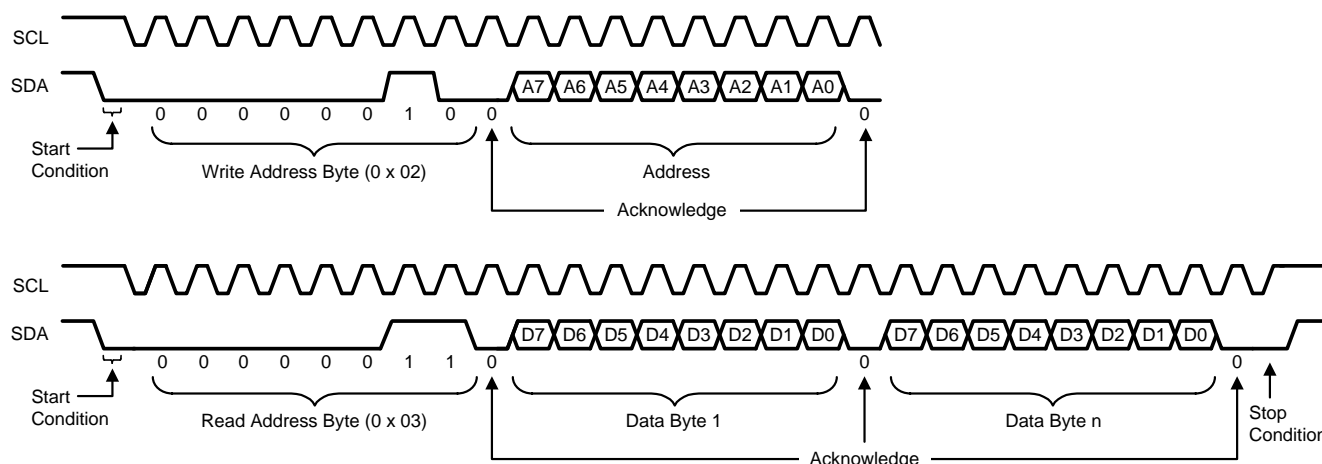 SCL
SDA A7 A6 A5 A4 A3 A2 A1 A0
0 0 0 0 0 0 1 0 0 0
Start
Condition
Write Address Byte (0 x 02) Address
Acknowledge
SCL
SDA D7 D6 D5 D4 D3 D2 D1 D0 D7 D6 D5 D4 D3 D2 D1 D0
0 0 0 0 0 0 1 1 0 0 0
Start
Condition
Read Address Byte (0 x 03) Data Byte 1 Data Byte n
Stop
Condition
Acknowledge